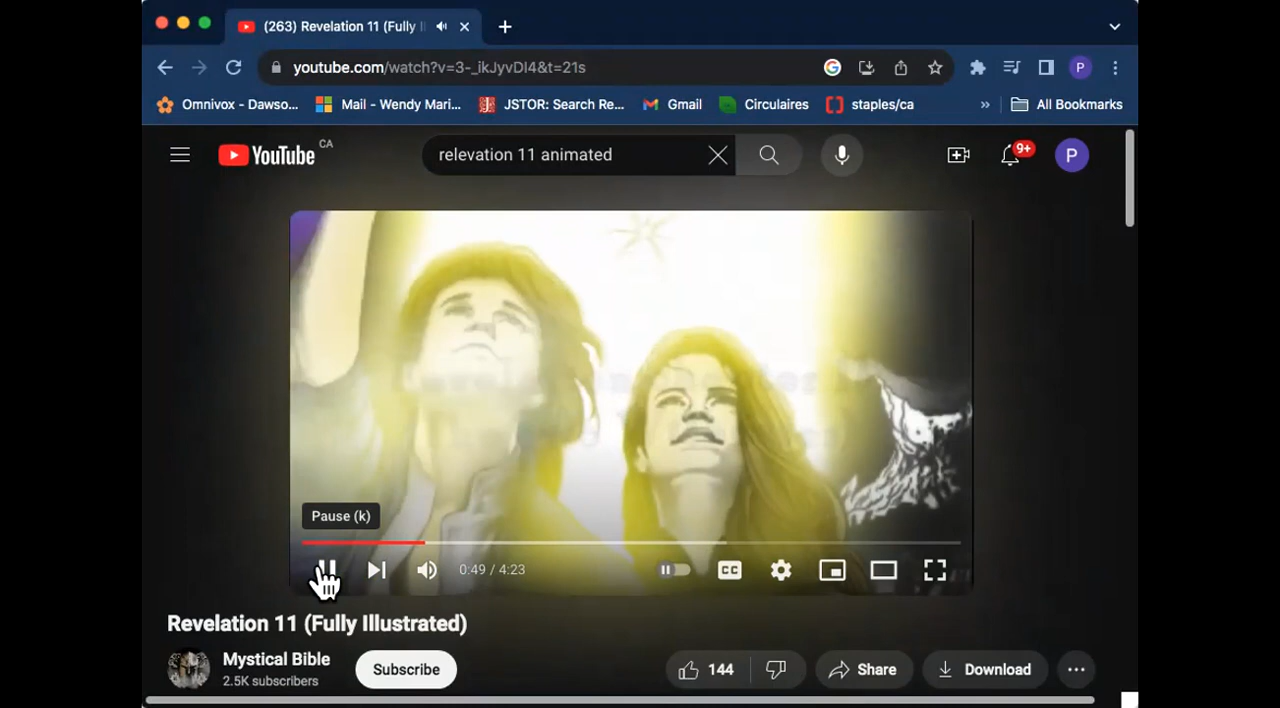 (263) Revelation 11 (Fully Il
youtube.com/watch?v=3-_ikJyvDI4&t=21s
P
Omnivox - Dawso...
Mail - Wendy Mari...
JSTOR: Search Re...
Gmail
Circulaires
staples/ca
»
All Bookmarks
YouTube CA
relevation 11 animated
9+
P
Pause (k)
0:49 / 4:23
CC
Revelation 11 (Fully Illustrated)
Mystical Bible
2.5K subscribers
Subscribe
144
Share
Download